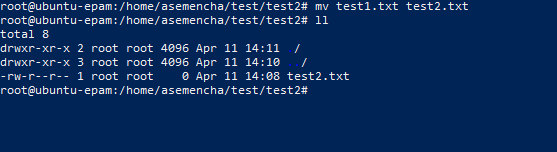 root@ubuntu-epam:/home/asemencha/test/test2# mv test1.txt test2.txt
root@ubuntu-epam:/home/asemencha/test/test2# ll
total 8
drwxr-xr-x 2 root root 4096 Apr 11 14:11 /
drwxr-xr-x 3 root root 4096 Apr 11 14:10 /
-rw-r--r-- 1 root root    0 Apr 11 14:08 test2.txt
root@ubuntu-epam:/home/asemencha/test/test2#